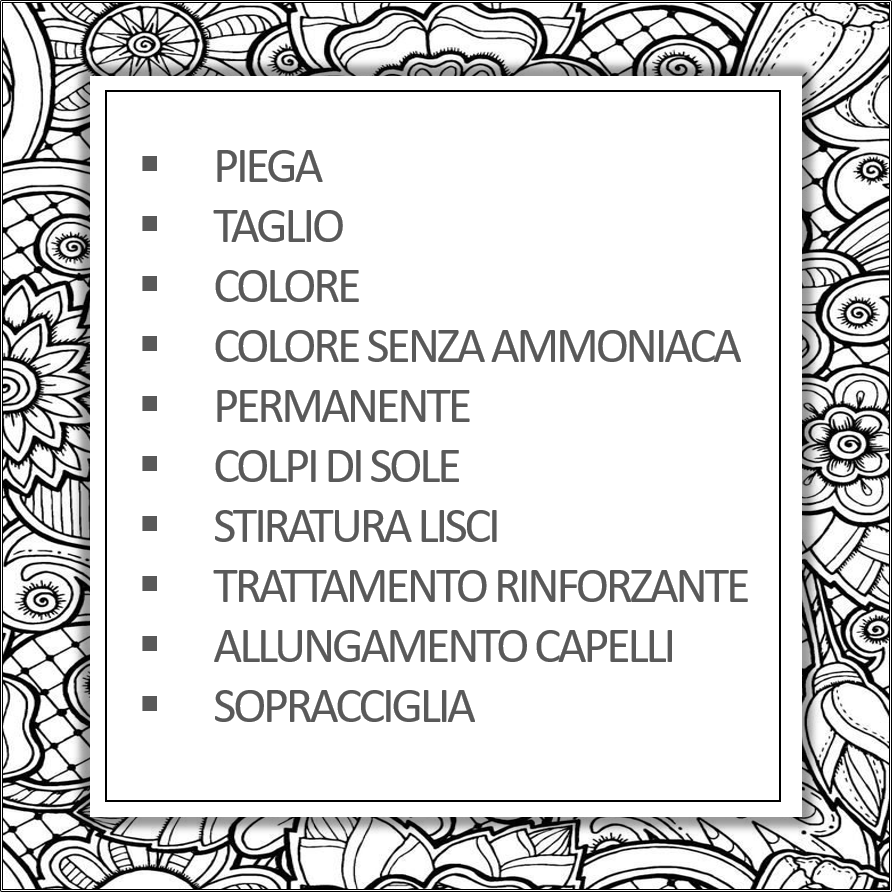 PIEGA
TAGLIO
COLORE
COLORE SENZA AMMONIACA
PERMANENTE
COLPI DI SOLE
STIRATURA LISCI
TRATTAMENTO RINFORZANTE
ALLUNGAMENTO CAPELLI
SOPRACCIGLIA